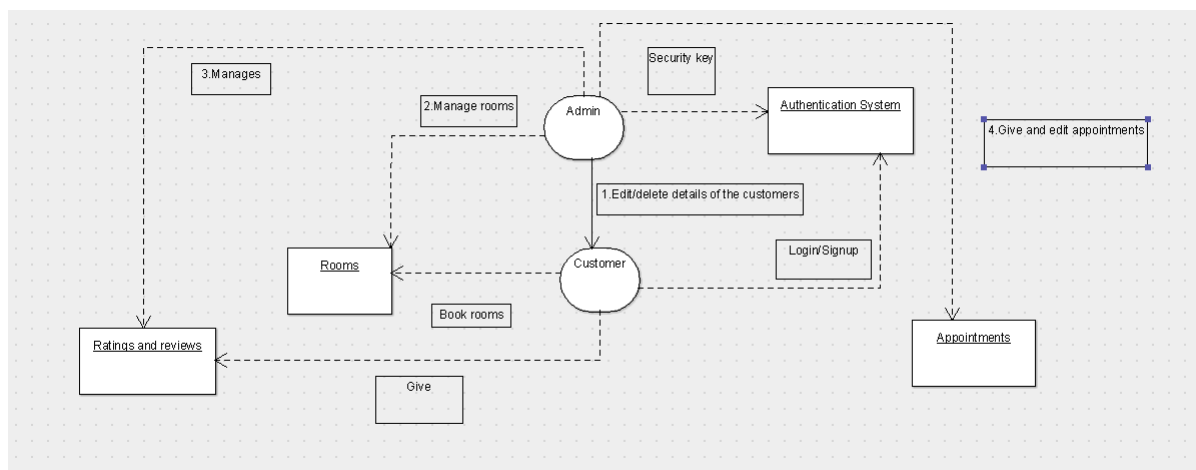 Security key
3.Manages
2.Manage rooms
Admin
Authentication System
4.Give and edit appointments
1.Edit/delete details of the customers
Login/Signup
Rooms
Customer
Book rooms
Ratings and reviews
Appointments
Give